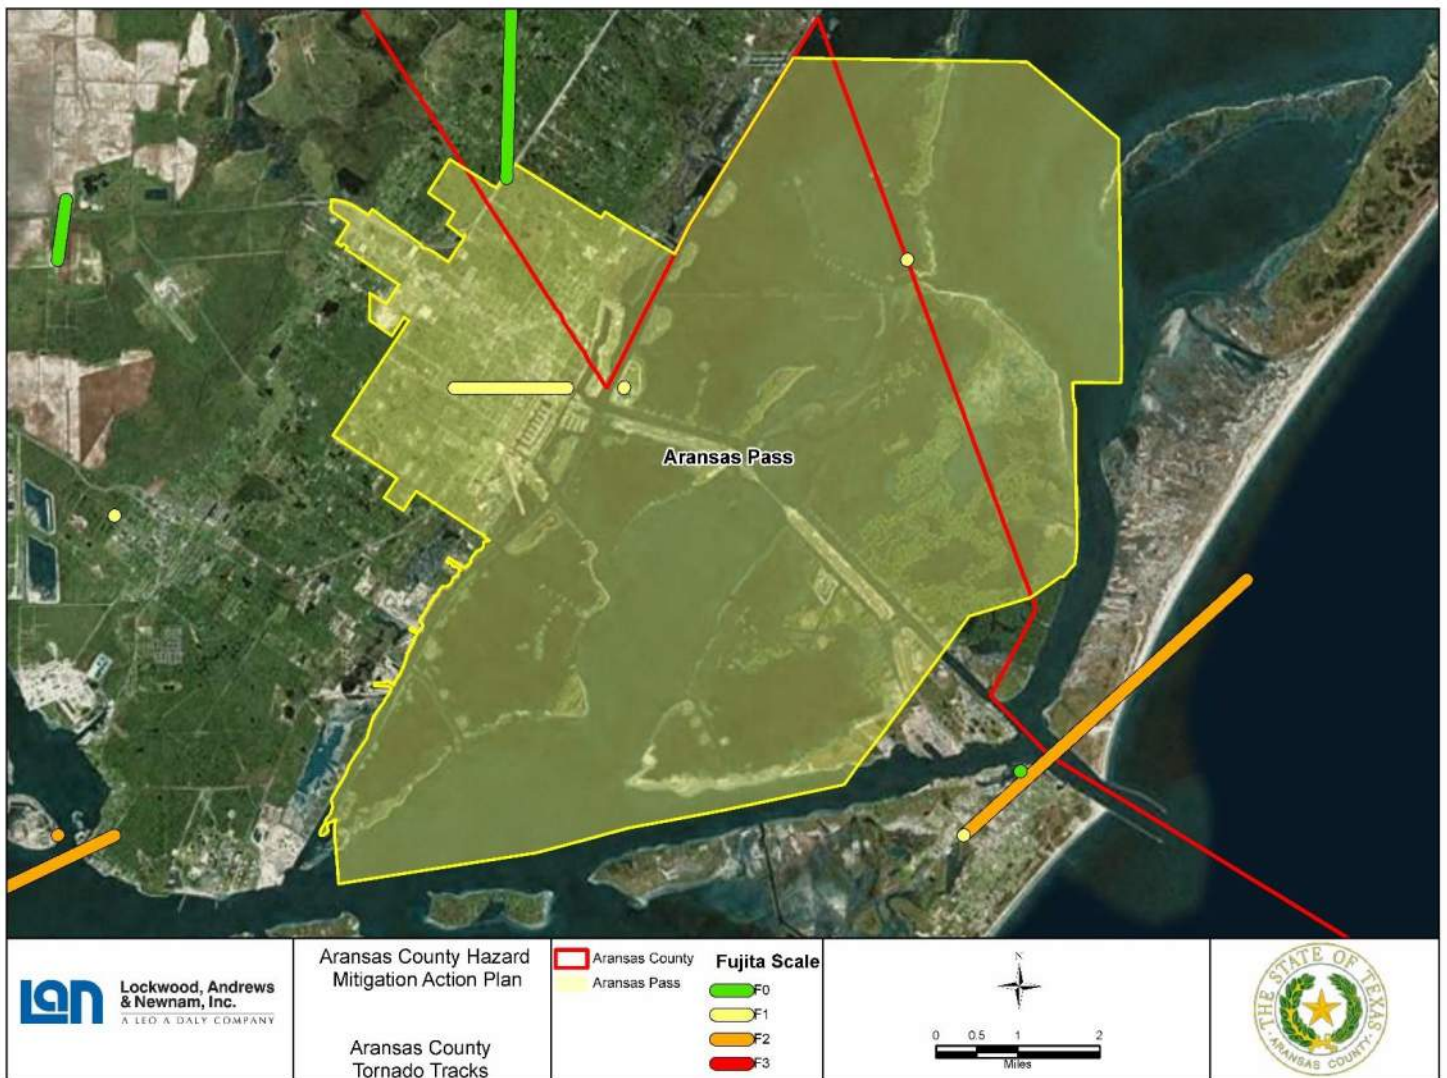 Aransas Pass
Lan
Lockwood, Andrews
& Newnam, Inc.
A LEO A DALY COMPANY
Aransas County Hazard
Mitigation Action Plan
Aransas County
Tornado Tracks
Aransas County
Aransas Pass
Fujita Scale
F0
F1
F2
F3
N
0 0.5 1 2
Miles
THE STATE OF TEXAS
ARANSAS COUNTY